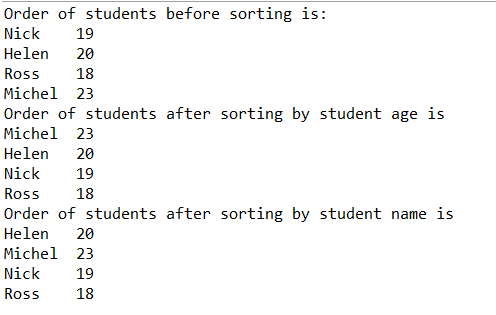 Order of students before sorting is:
Nick    19
Helen   20
Ross    18
Michel  23
Order of students after sorting by student age is
Michel  23
Helen   20
Nick    19
Ross    18
Order of students after sorting by student name is
Helen   20
Michel  23
Nick    19
Ross    18